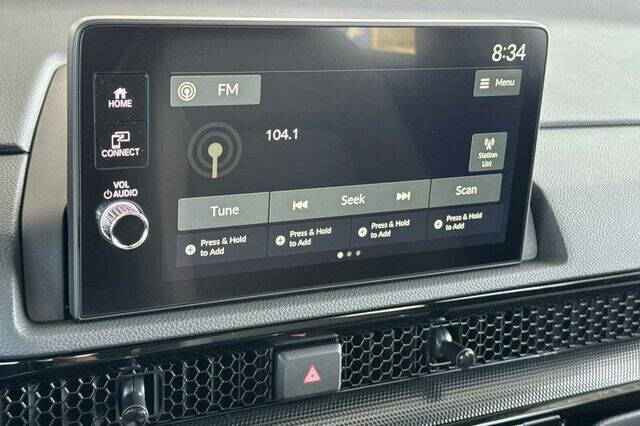 8:34
FM
Menu
HOME
104.1
CONNECT
Station
List
VOL
AUDIO
Tune
Seek
Scan
Press & Hold
to Add
Press & Hold
to Add
Press & Hold
to Add
Press & Hold
to Add